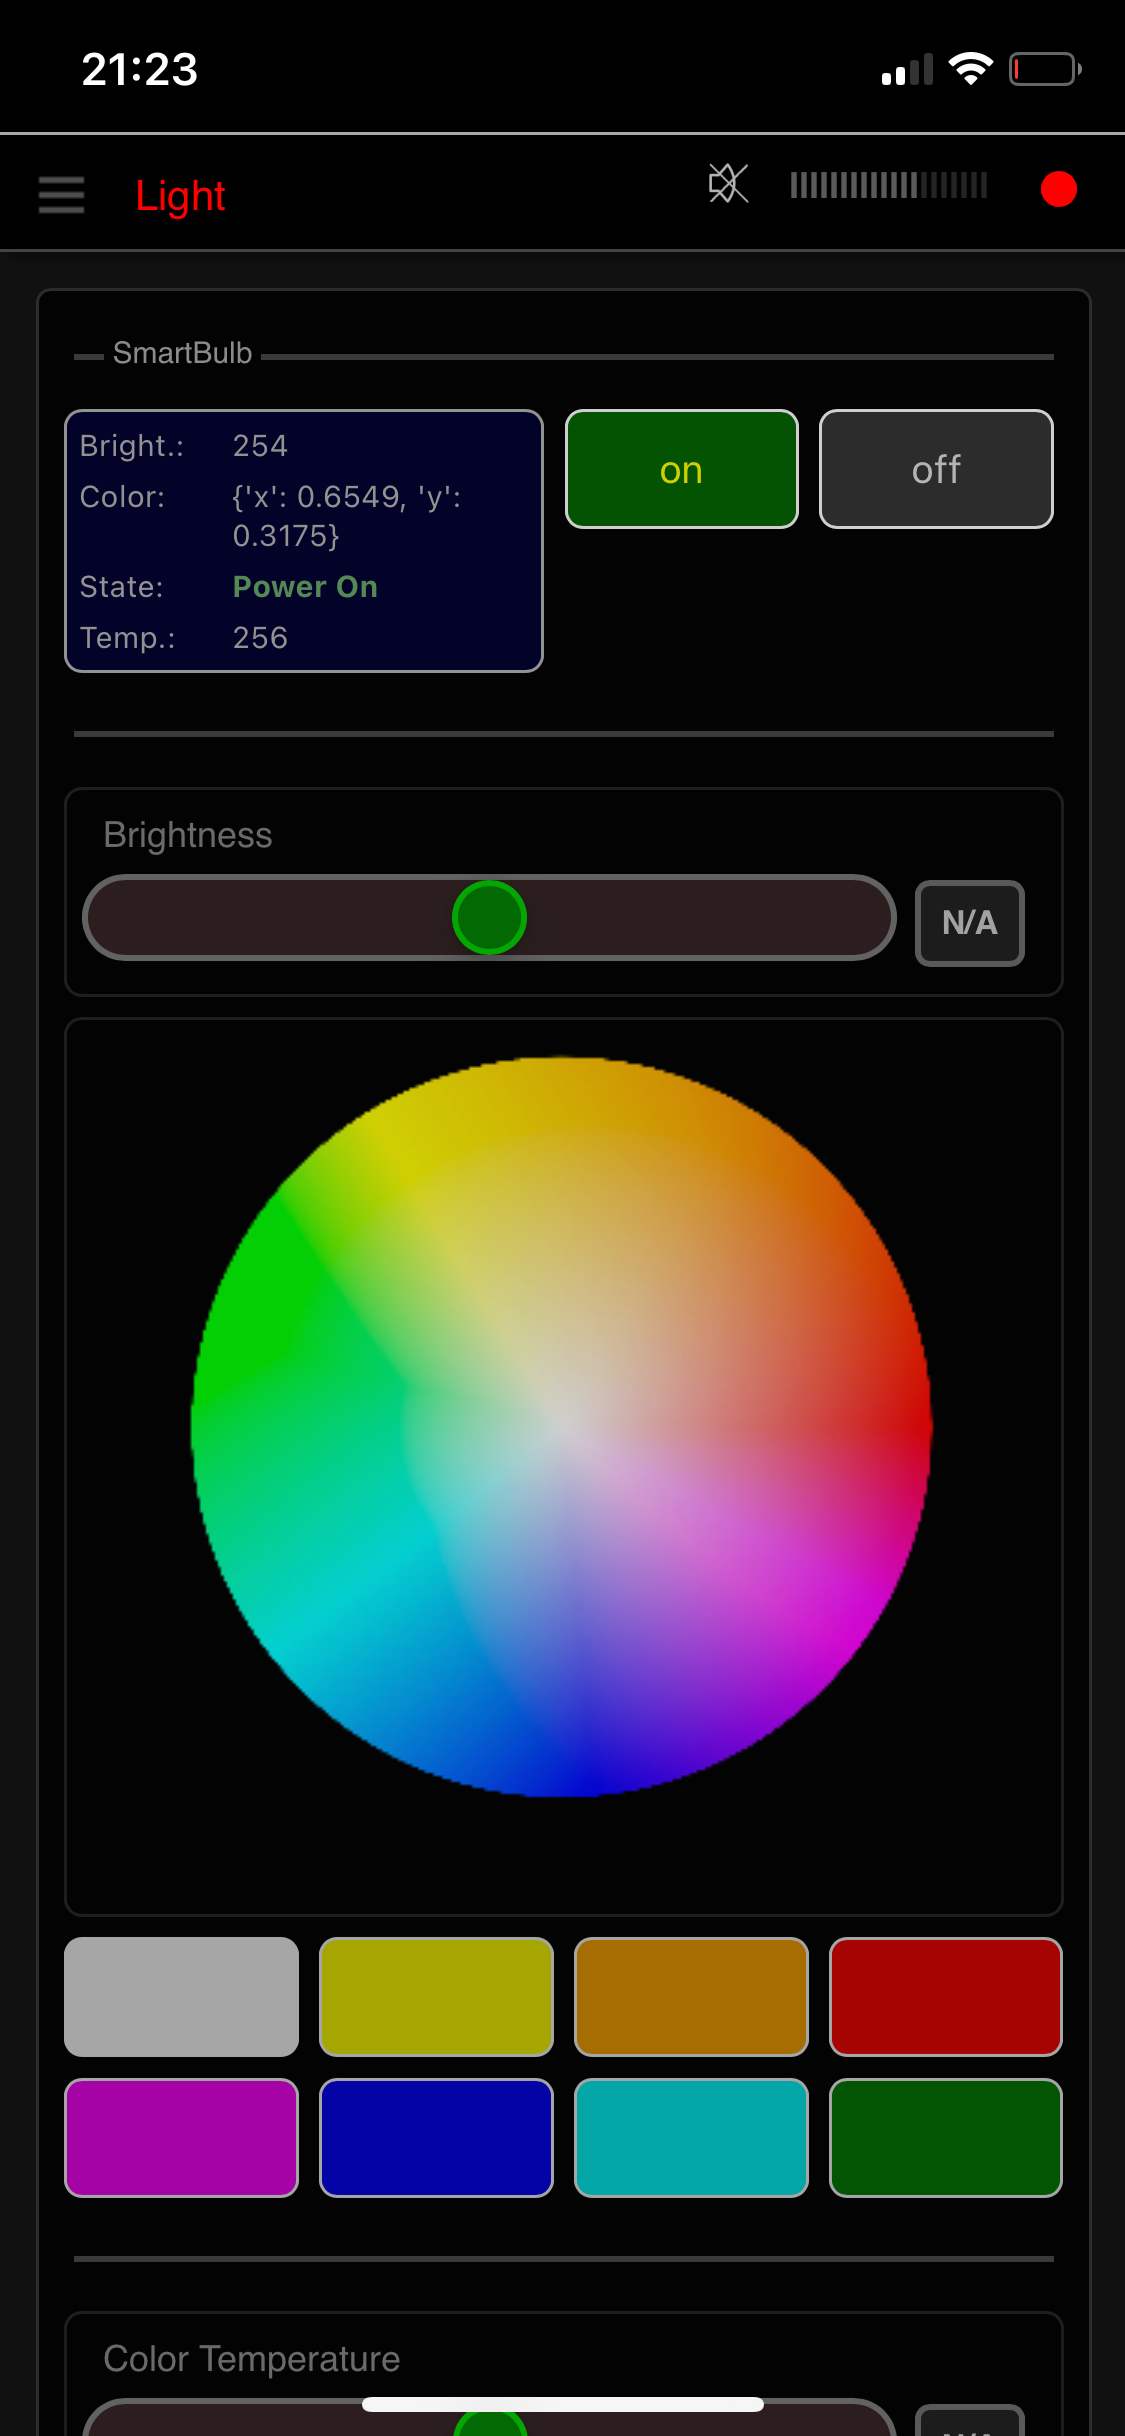 21:23
Light
SmartBulb
Bright.: 254
Color: {'x': 0.6549, 'y':
0.3175}
State: Power On
Temp.: 256
on
off
Brightness
N/A
Color Temperature